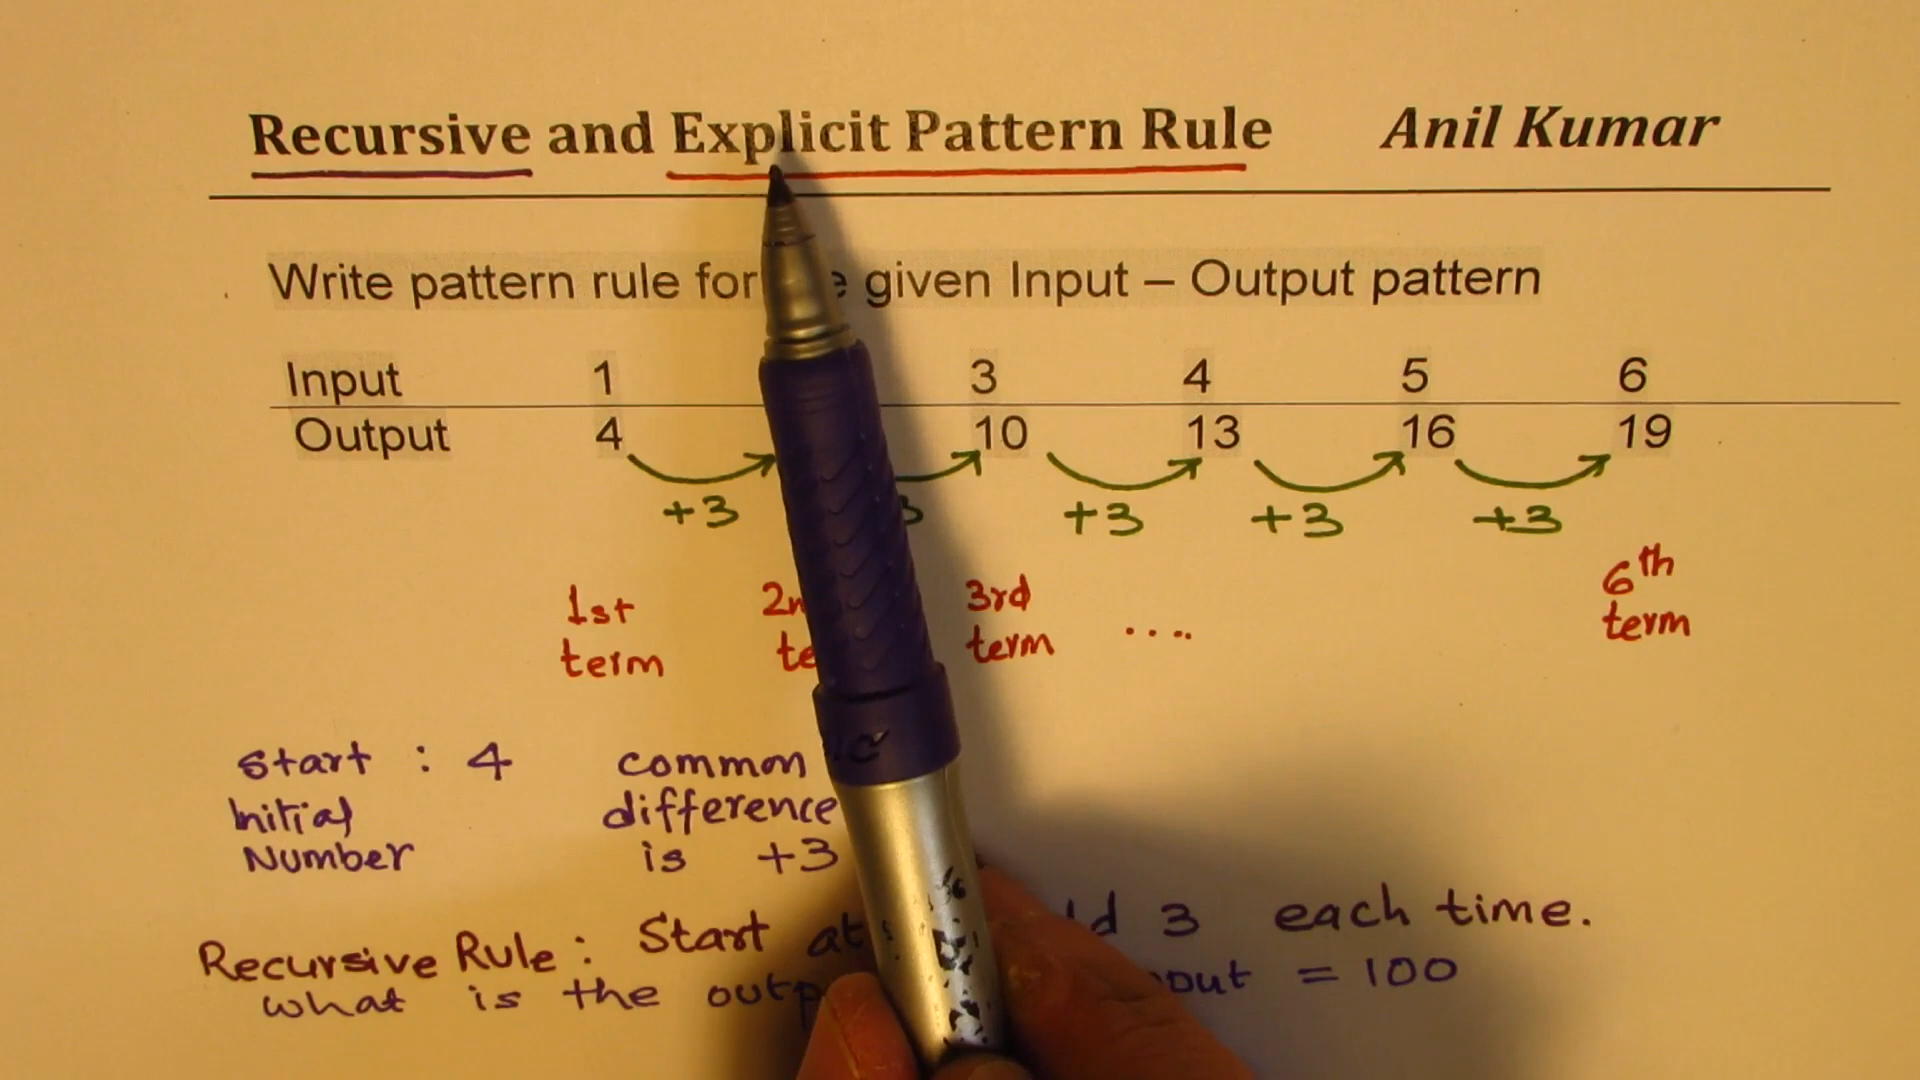 Recursive and Explicit Pattern Rule Anil Kumar
Write pattern rule for given Input – Output pattern
Input 1 3 4 5 6
Output 4 10 13 16 19
+3 3 +3 +3 +3
1st 3rd 6th
term term .... term
Start : 4 common
Initial difference
Number is +3
Recursive Rule: Start at 3 each time.
what is the = 100